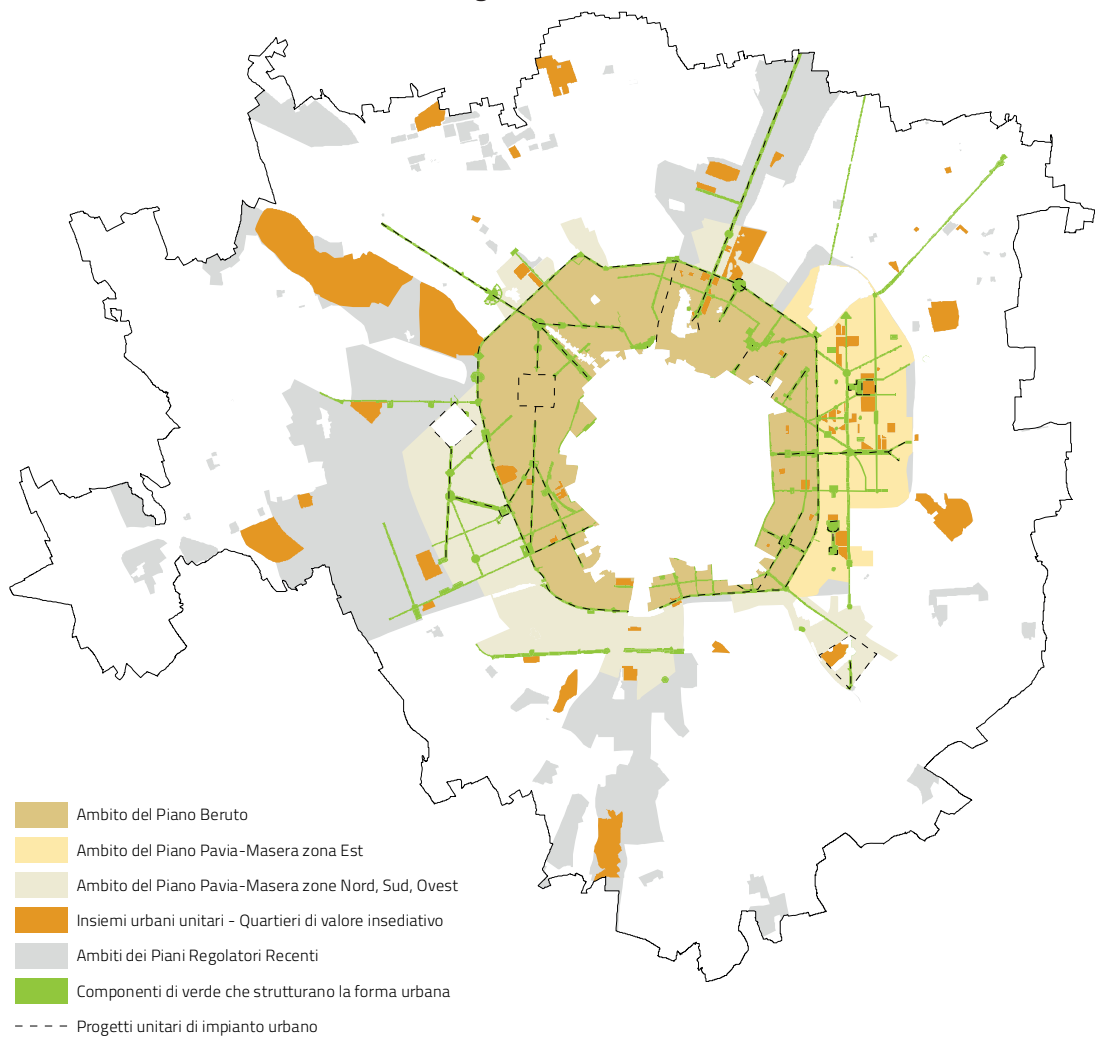 Ambito del Piano Beruto
Ambito del Piano Pavia-Masera zona Est
Ambito del Piano Pavia-Masera zone Nord, Sud, Ovest
Insiemi urbani unitari - Quartieri di valore insediativo
Ambiti dei Piani Regolatori Recenti
Componenti di verde che strutturano la forma urbana
Progetti unitari di impianto urbano